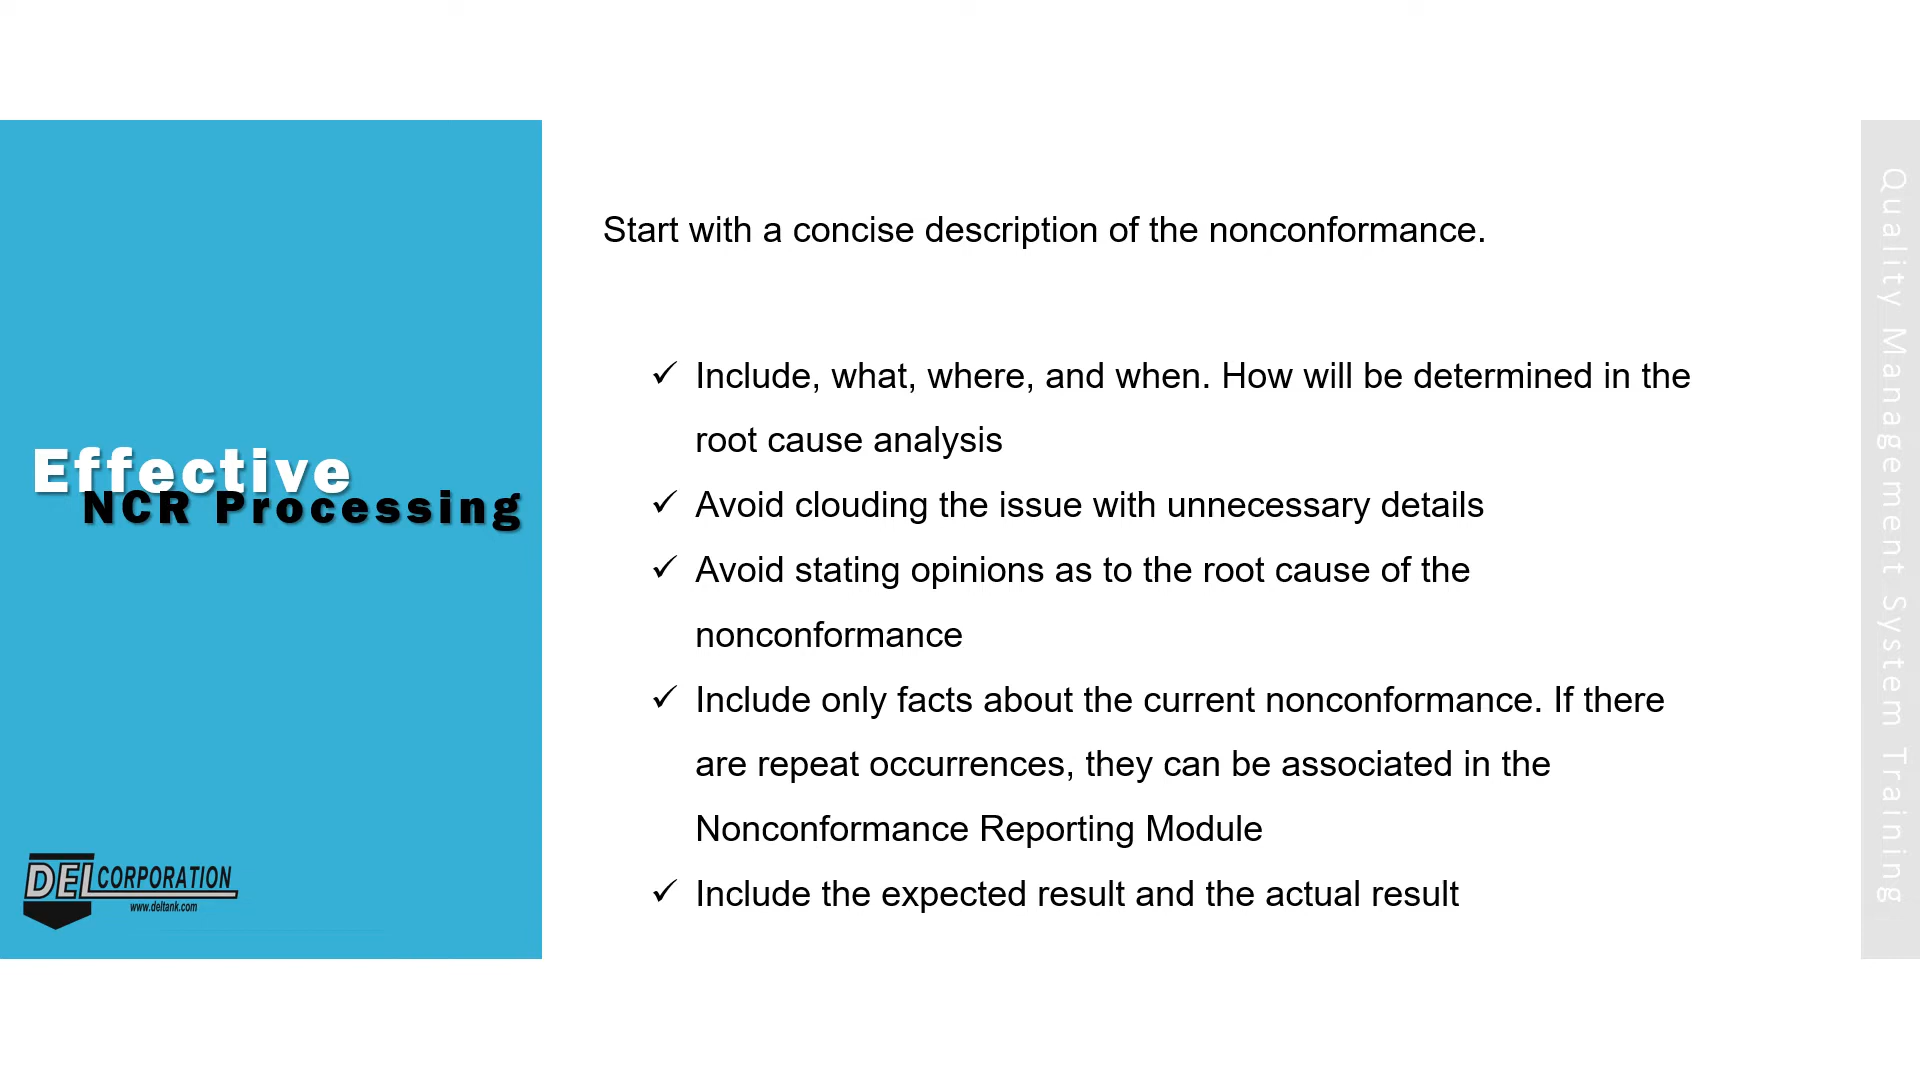 Effective
NCR Processing
DEL CORPORATION
www.deltank.com
Start with a concise description of the nonconformance.
✓ Include, what, where, and when. How will be determined in the
root cause analysis
✓ Avoid clouding the issue with unnecessary details
✓ Avoid stating opinions as to the root cause of the
nonconformance
✓ Include only facts about the current nonconformance. If there
are repeat occurrences, they can be associated in the
Nonconformance Reporting Module
✓ Include the expected result and the actual result
Quality Management System Training